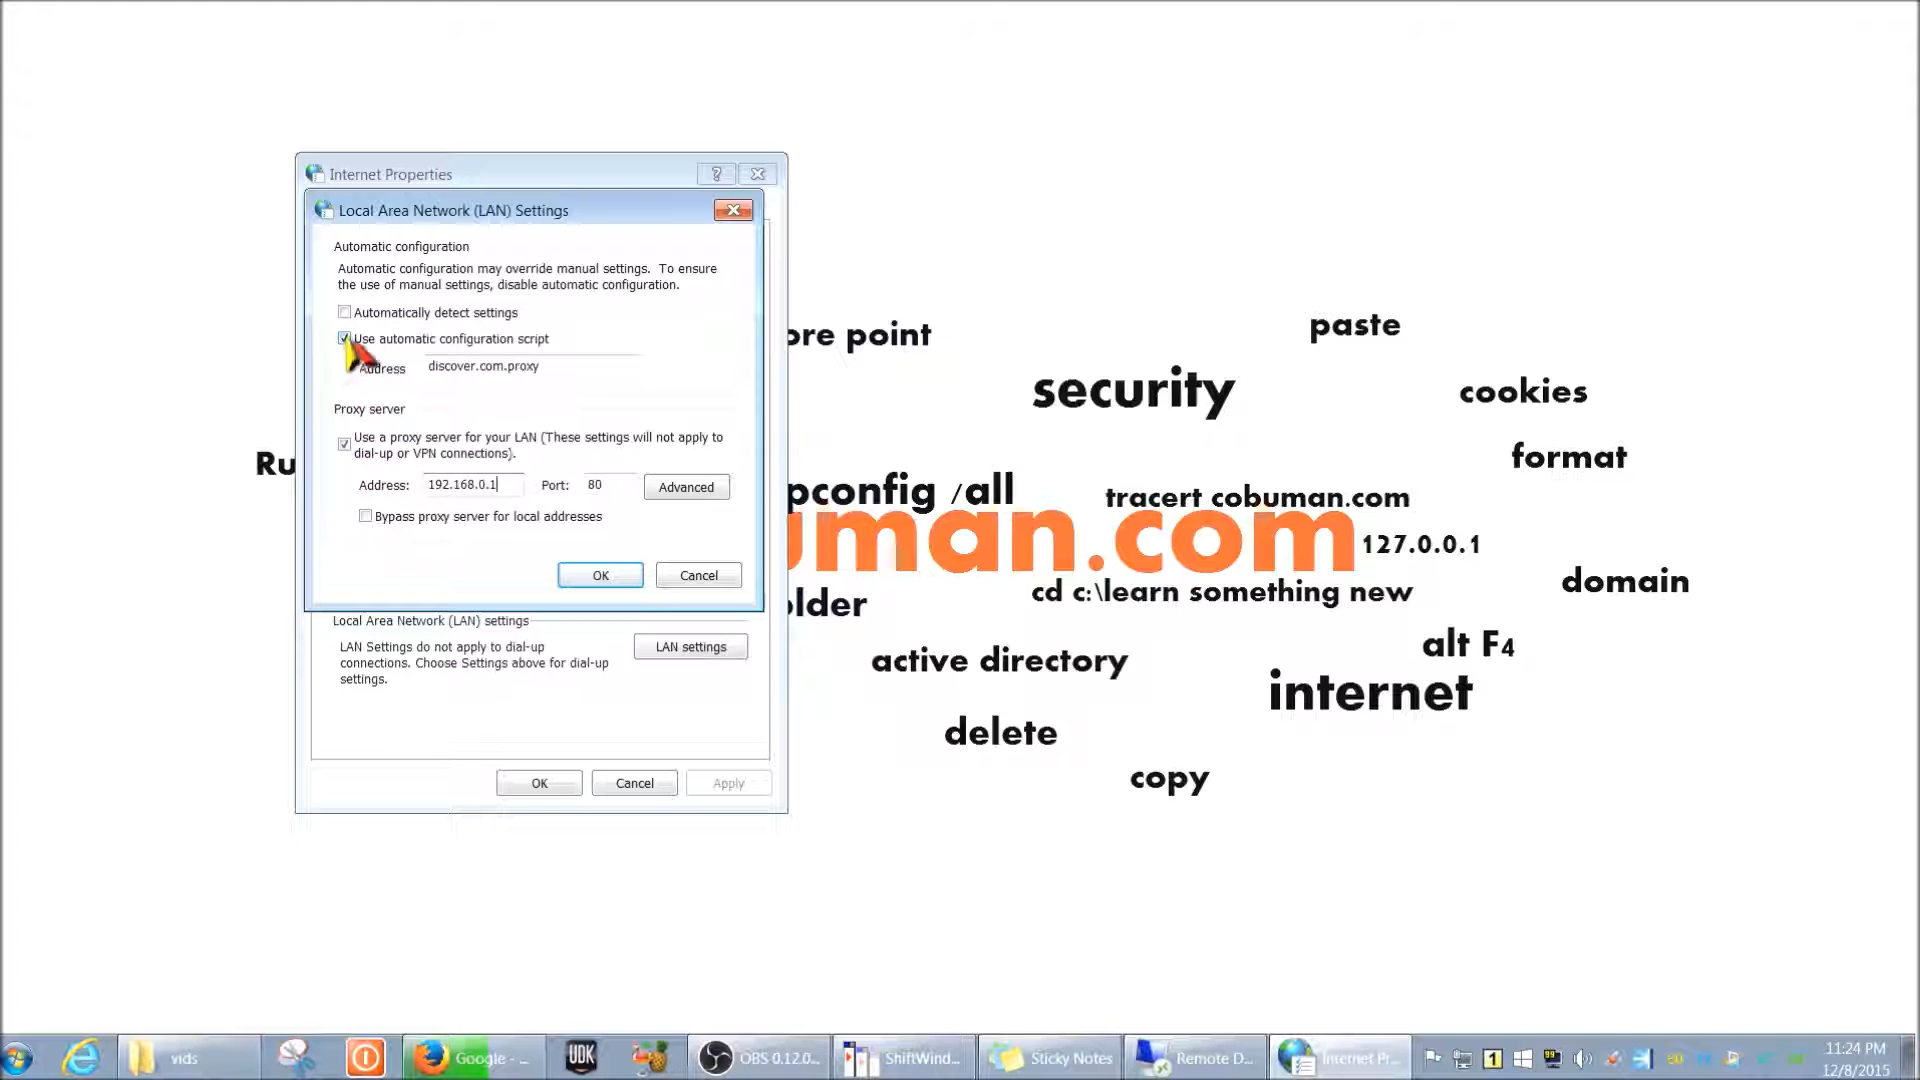 Internet Properties
Local Area Network (LAN) Settings
Automatic configuration
Automatic configuration may override manual settings. To ensure
the use of manual settings, disable automatic configuration.
Automatically detect settings
Use automatic configuration script
Address
discover.com.proxy
Proxy server
Use a proxy server for your LAN (These settings will not apply to
dial-up or VPN connections).
Address: 192.168.0.1 Port: 80 Advanced
Bypass proxy server for local addresses
OK Cancel
Local Area Network (LAN) settings
LAN Settings do not apply to dial-up
connections. Choose Settings above for dial-up
settings.
LAN settings
OK Cancel Apply
Ru
ore point
paste
security
cookies
format
pconfig /all
tracert cobuman.com
uman.com
127.0.0.1
older
cd c:\learn something new
domain
active directory
alt F4
internet
delete
copy
vids
Google - ...
UDK
OBS 0.12.0...
ShiftWind...
Sticky Notes
Remote D...
Internet Pr...
1
11:24 PM
12/8/2015